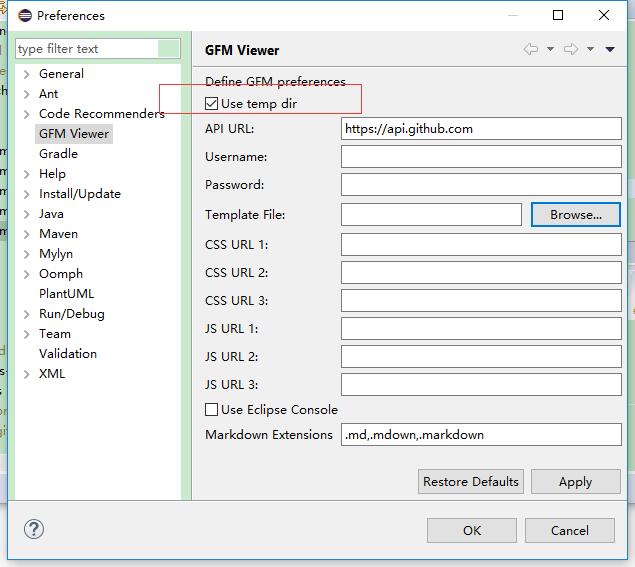 Preferences
type filter text
General
Ant
Code Recommenders
GFM Viewer
Gradle
Help
Install/Update
Java
Maven
Mylyn
Oomph
PlantUML
Run/Debug
Team
Validation
XML
GFM Viewer
Define GFM preferences
Use temp dir
API URL: https://api.github.com
Username:
Password:
Template File: Browse...
CSS URL 1:
CSS URL 2:
CSS URL 3:
JS URL 1:
JS URL 2:
JS URL 3:
Use Eclipse Console
Markdown Extensions .md,.mdown,.markdown
Restore Defaults Apply
OK Cancel